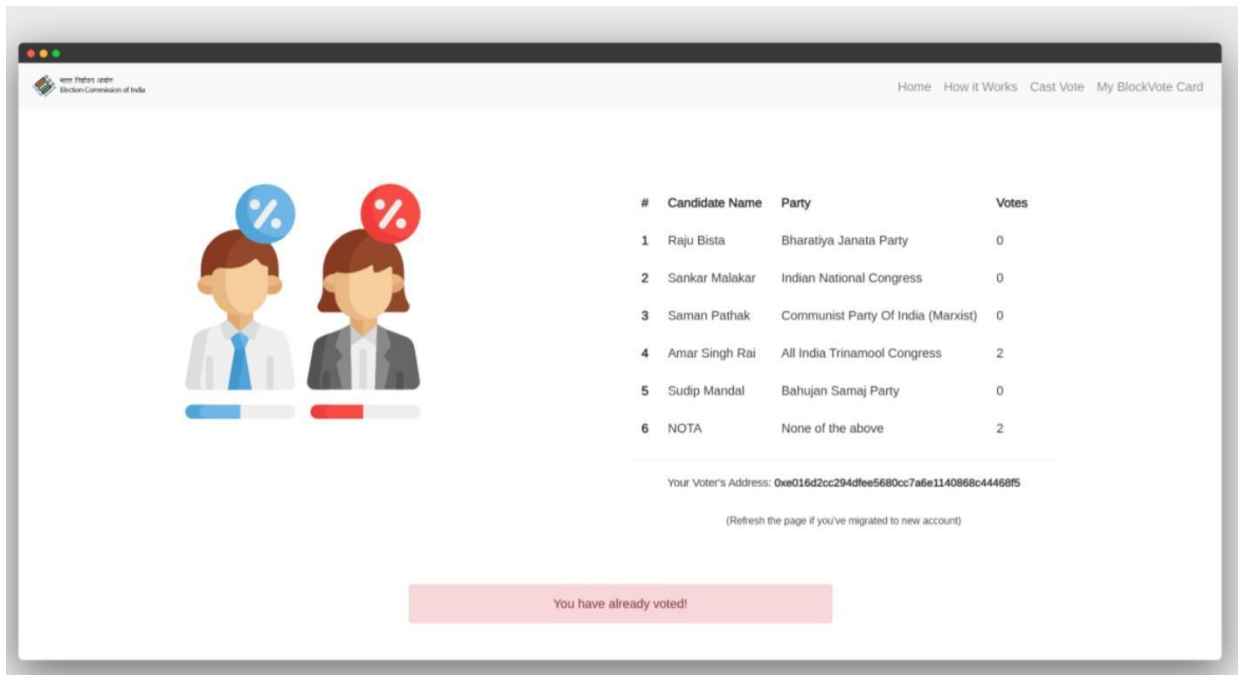 भारत निर्वाचन आयोग
Election Commission of India
Home How it Works Cast Vote My BlockVote Card
# Candidate Name Party Votes
1 Raju Bista Bharatiya Janata Party 0
2 Sankar Malakar Indian National Congress 0
3 Saman Pathak Communist Party Of India (Marxist) 0
4 Amar Singh Rai All India Trinamool Congress 2
5 Sudip Mandal Bahujan Samaj Party 0
6 NOTA None of the above 2
Your Voter's Address: 0xe016d2cc294dfee5680cc7a6e1140868c44468f5
(Refresh the page if you've migrated to new account)
You have already voted!